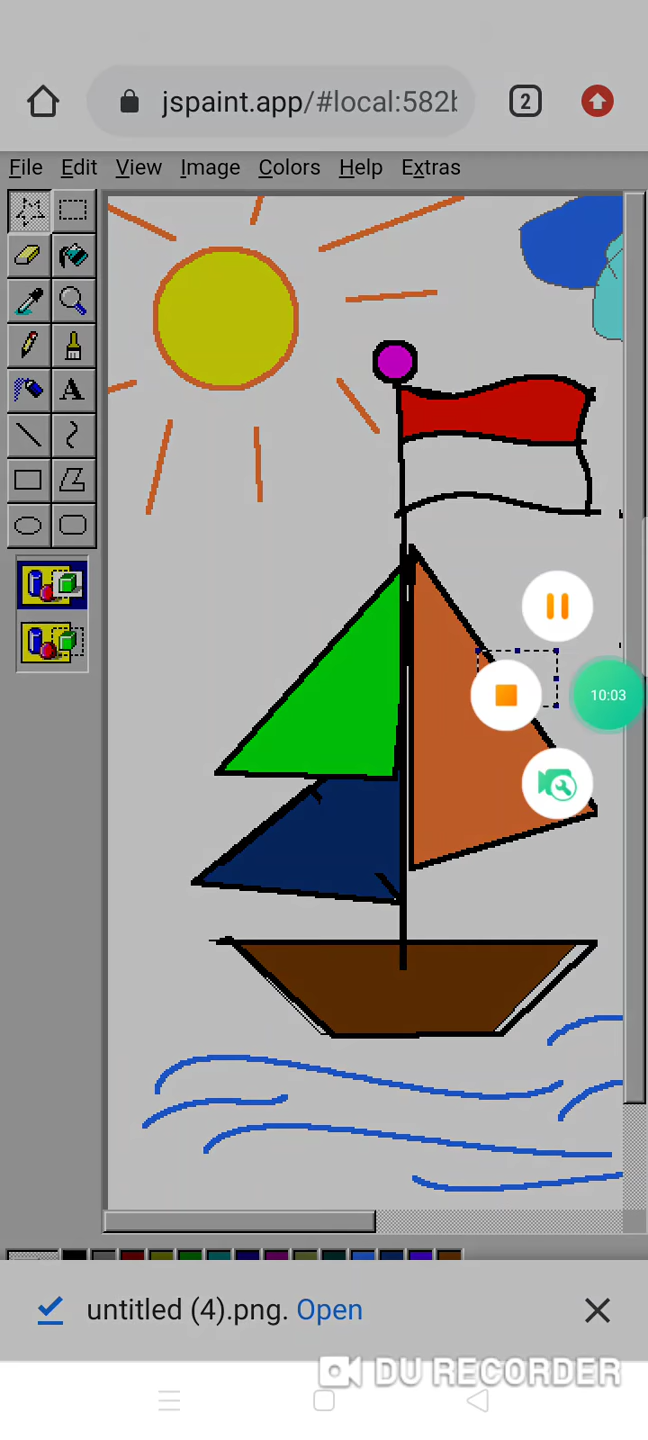 jspaint.app/#local:582b
2
File Edit View Image Colors Help Extras
A
10:03
untitled (4).png. Open
DU RECORDER